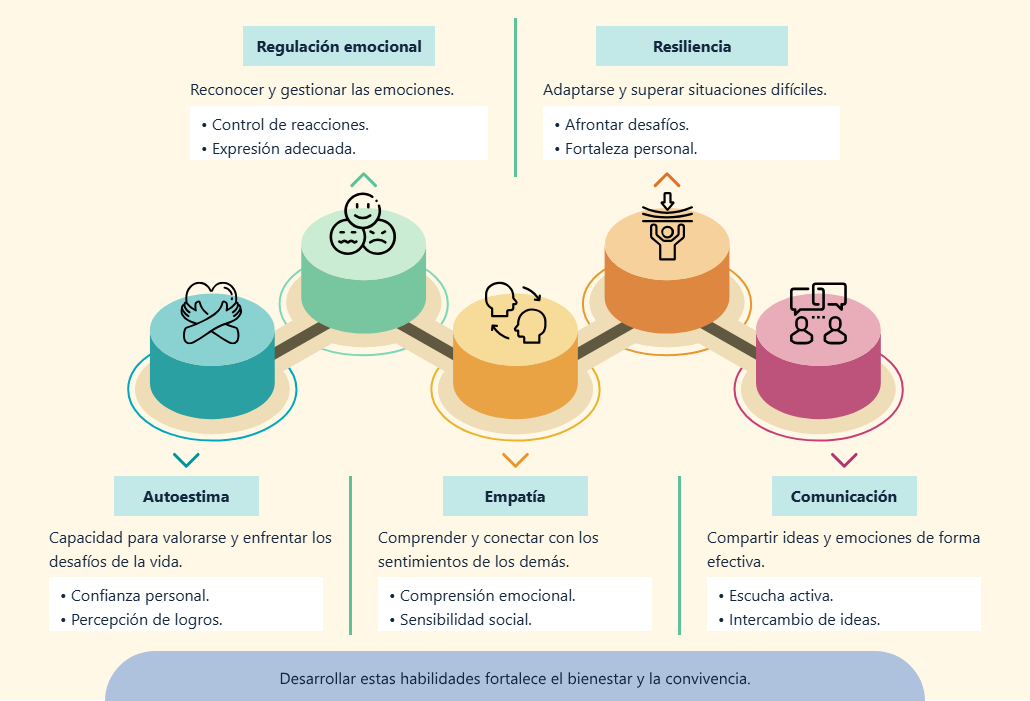 Regulación emocional
Reconocer y gestionar las emociones.
• Control de reacciones.
• Expresión adecuada.
Resiliencia
Adaptarse y superar situaciones difíciles.
• Afrontar desafíos.
• Fortaleza personal.
Autoestima
Capacidad para valorarse y enfrentar los
desafíos de la vida.
• Confianza personal.
• Percepción de logros.
Empatía
Comprender y conectar con los
sentimientos de los demás.
• Comprensión emocional.
• Sensibilidad social.
Comunicación
Compartir ideas y emociones de forma
efectiva.
• Escucha activa.
• Intercambio de ideas.
Desarrollar estas habilidades fortalece el bienestar y la convivencia.